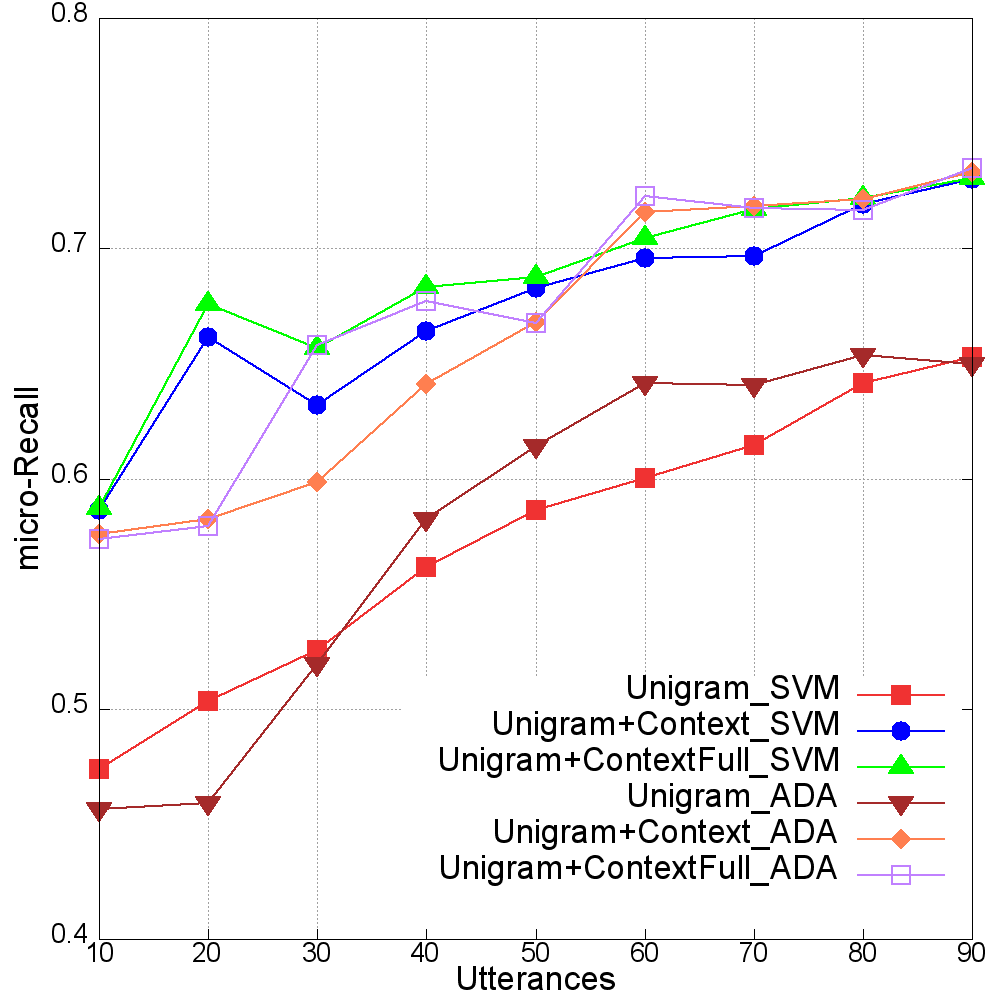 0.8
0.7
0.6
0.5
0.4
micro-Recall
Unigram_SVM
Unigram+Context_SVM
Unigram+ContextFull_SVM
Unigram_ADA
Unigram+Context_ADA
Unigram+ContextFull_ADA
10 20 30 40 50 60 70 80 90
Utterances